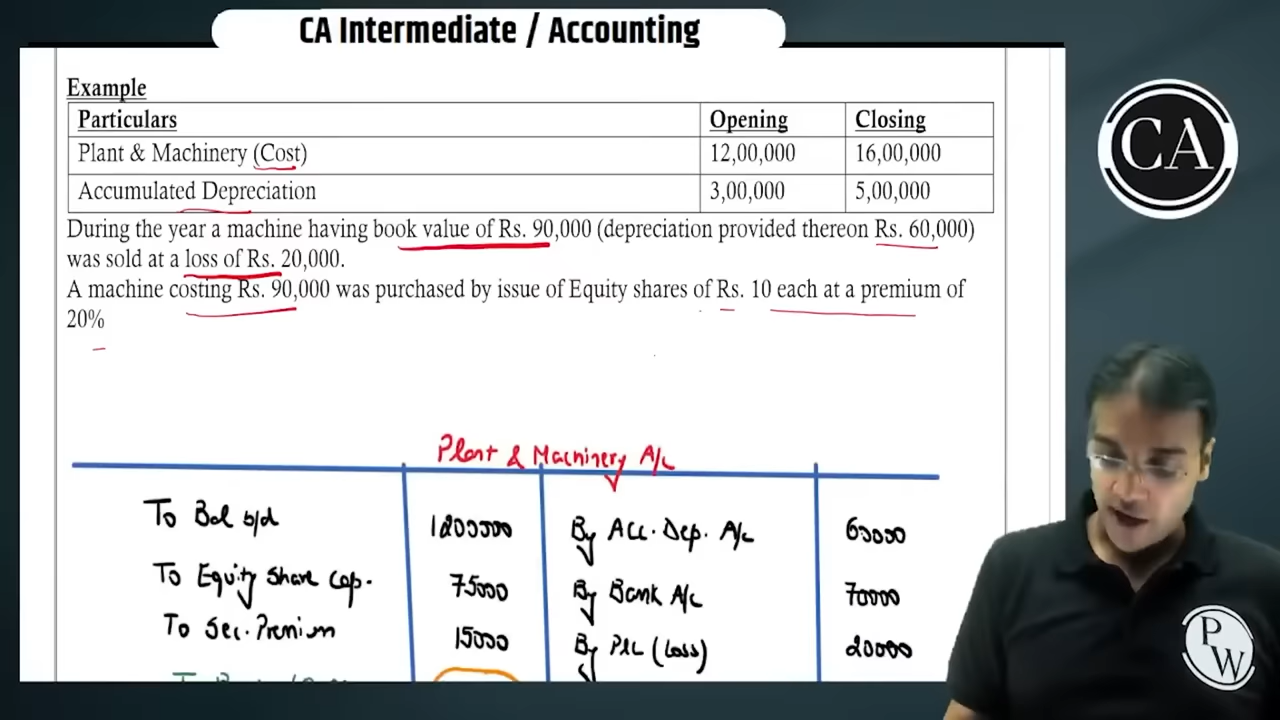 CA Intermediate / Accounting
CA
Example
Particulars Opening Closing
Plant & Machinery (Cost) 12,00,000 16,00,000
Accumulated Depreciation 3,00,000 5,00,000
During the year a machine having book value of Rs. 90,000 (depreciation provided thereon Rs. 60,000)
was sold at a loss of Rs. 20,000.
A machine costing Rs. 90,000 was purchased by issue of Equity shares of Rs. 10 each at a premium of
20%
Plant & Machinery A/c
To Bal b/d 1200000 By Acc. Dep. A/c 60000
To Equity Share Cap. 75000 By Bank A/c 70000
To Sec. Premium 15000 By P&L (Loss) 20000
P W